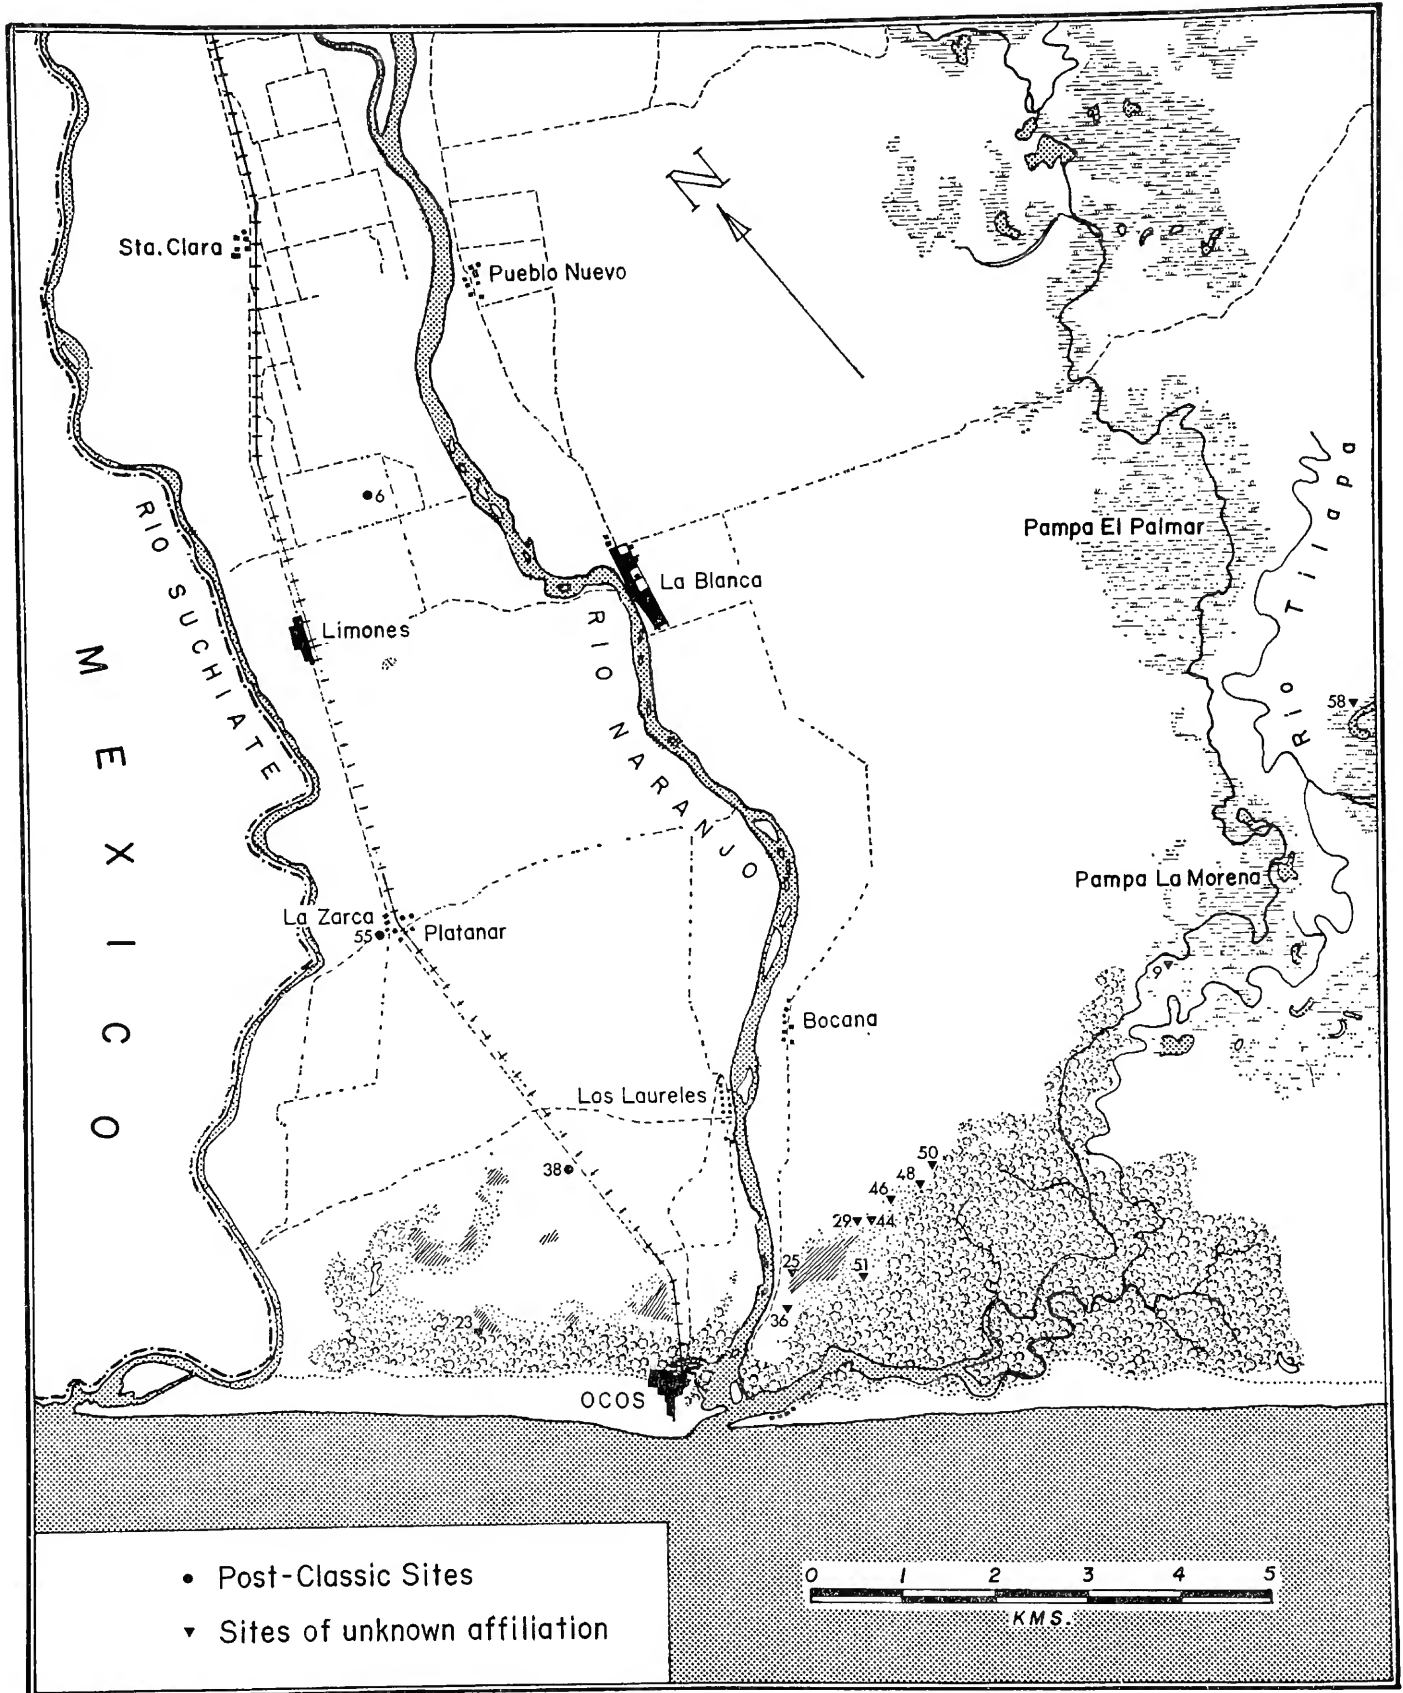 N
Sta. Clara
Pueblo Nuevo
6
RIO SUCHIATE
Pampa El Palmar
Rio Tilapa
La Blanca
Limones
RIO NARANJO
MEXICO
58
Pampa La Morena
La Zarca
55
Platanar
9
Bocana
Los Laureles
38
50
48
46
29
44
25
51
36
23
OCOS
Post-Classic Sites
Sites of unknown affiliation
0 1 2 3 4 5
KMS.